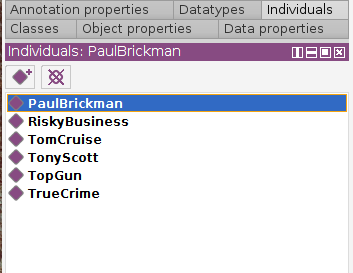 Annotation properties Datatypes Individuals
Classes Object properties Data properties
Individuals: PaulBrickman
PaulBrickman
RiskyBusiness
TomCruise
TonyScott
TopGun
TrueCrime